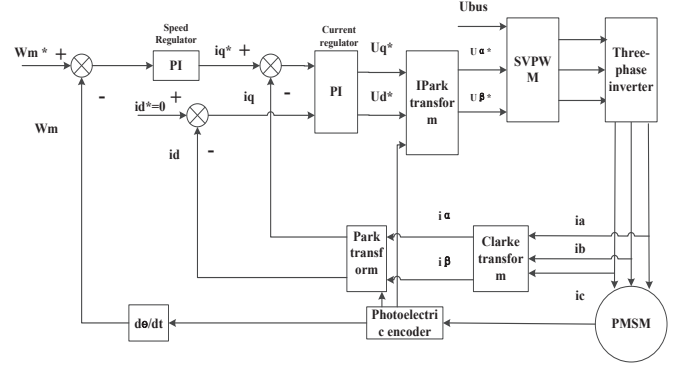 Speed
Regulator
Current
regulator
Ubus
Wm * +
PI
iq* +
Uq*
U α *
SVPW
M
Three-
phase
inverter
-
-
PI
IPark
transfor
m
id*=0 +
iq
Ud*
U β *
Wm
id
-
i α
ia
Park
transf
orm
Clarke
transfor
m
ib
i β
ic
dɵ/dt
Photoelectri
c encoder
PMSM